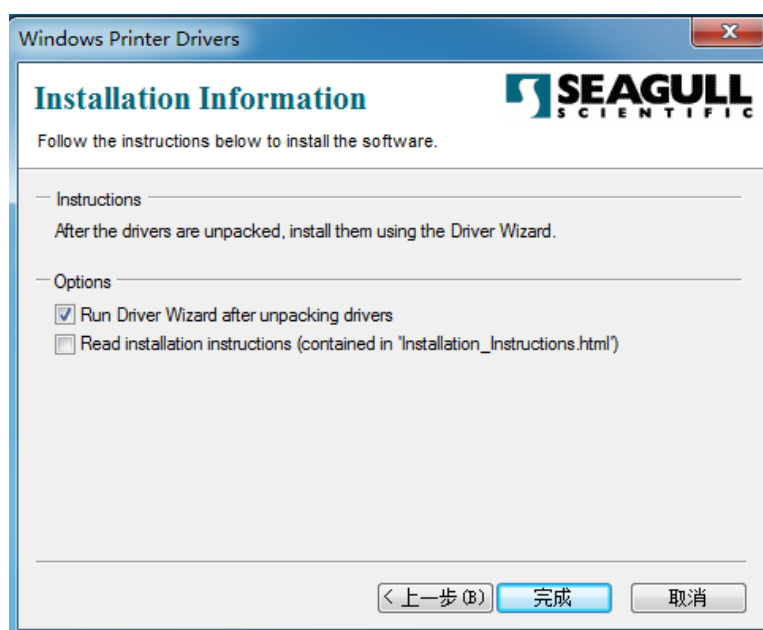 Windows Printer Drivers
x
Installation Information
SEAGULL
SCIENTIFIC
Follow the instructions below to install the software.
Instructions
After the drivers are unpacked, install them using the Driver Wizard.
Options
Run Driver Wizard after unpacking drivers
Read installation instructions (contained in 'Installation_Instructions.html')
< 上一步(B)
完成
取消